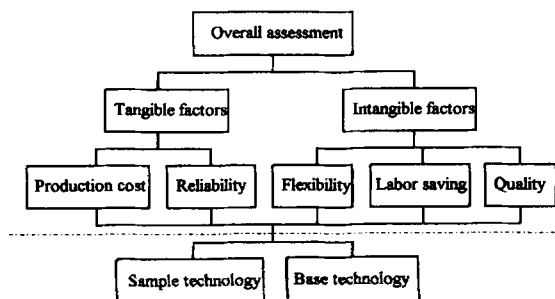 Overall assessment
Tangible factors
Intangible factors
Production cost
Reliability
Flexibility
Labor saving
Quality
Sample technology
Base technology